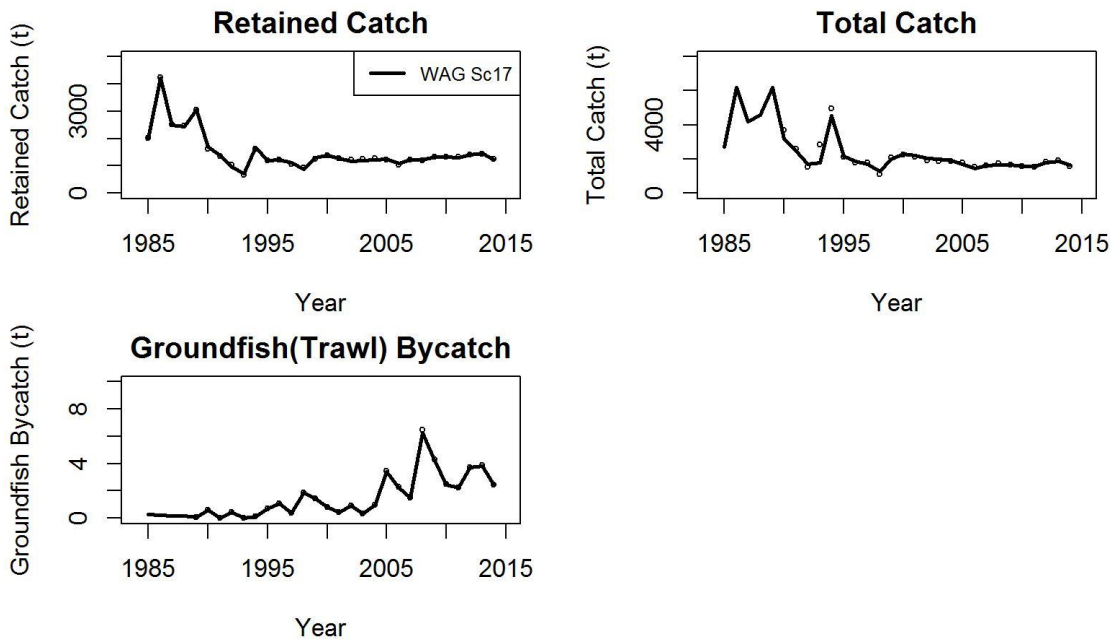 Retained Catch
Retained Catch (t)
3000
0
WAG Sc17
1985 1995 2005 2015
Year
Total Catch
Total Catch (t)
4000
0
1985 1995 2005 2015
Year
Groundfish(Trawl) Bycatch
Groundfish Bycatch (t)
8
4
0
1985 1995 2005 2015
Year